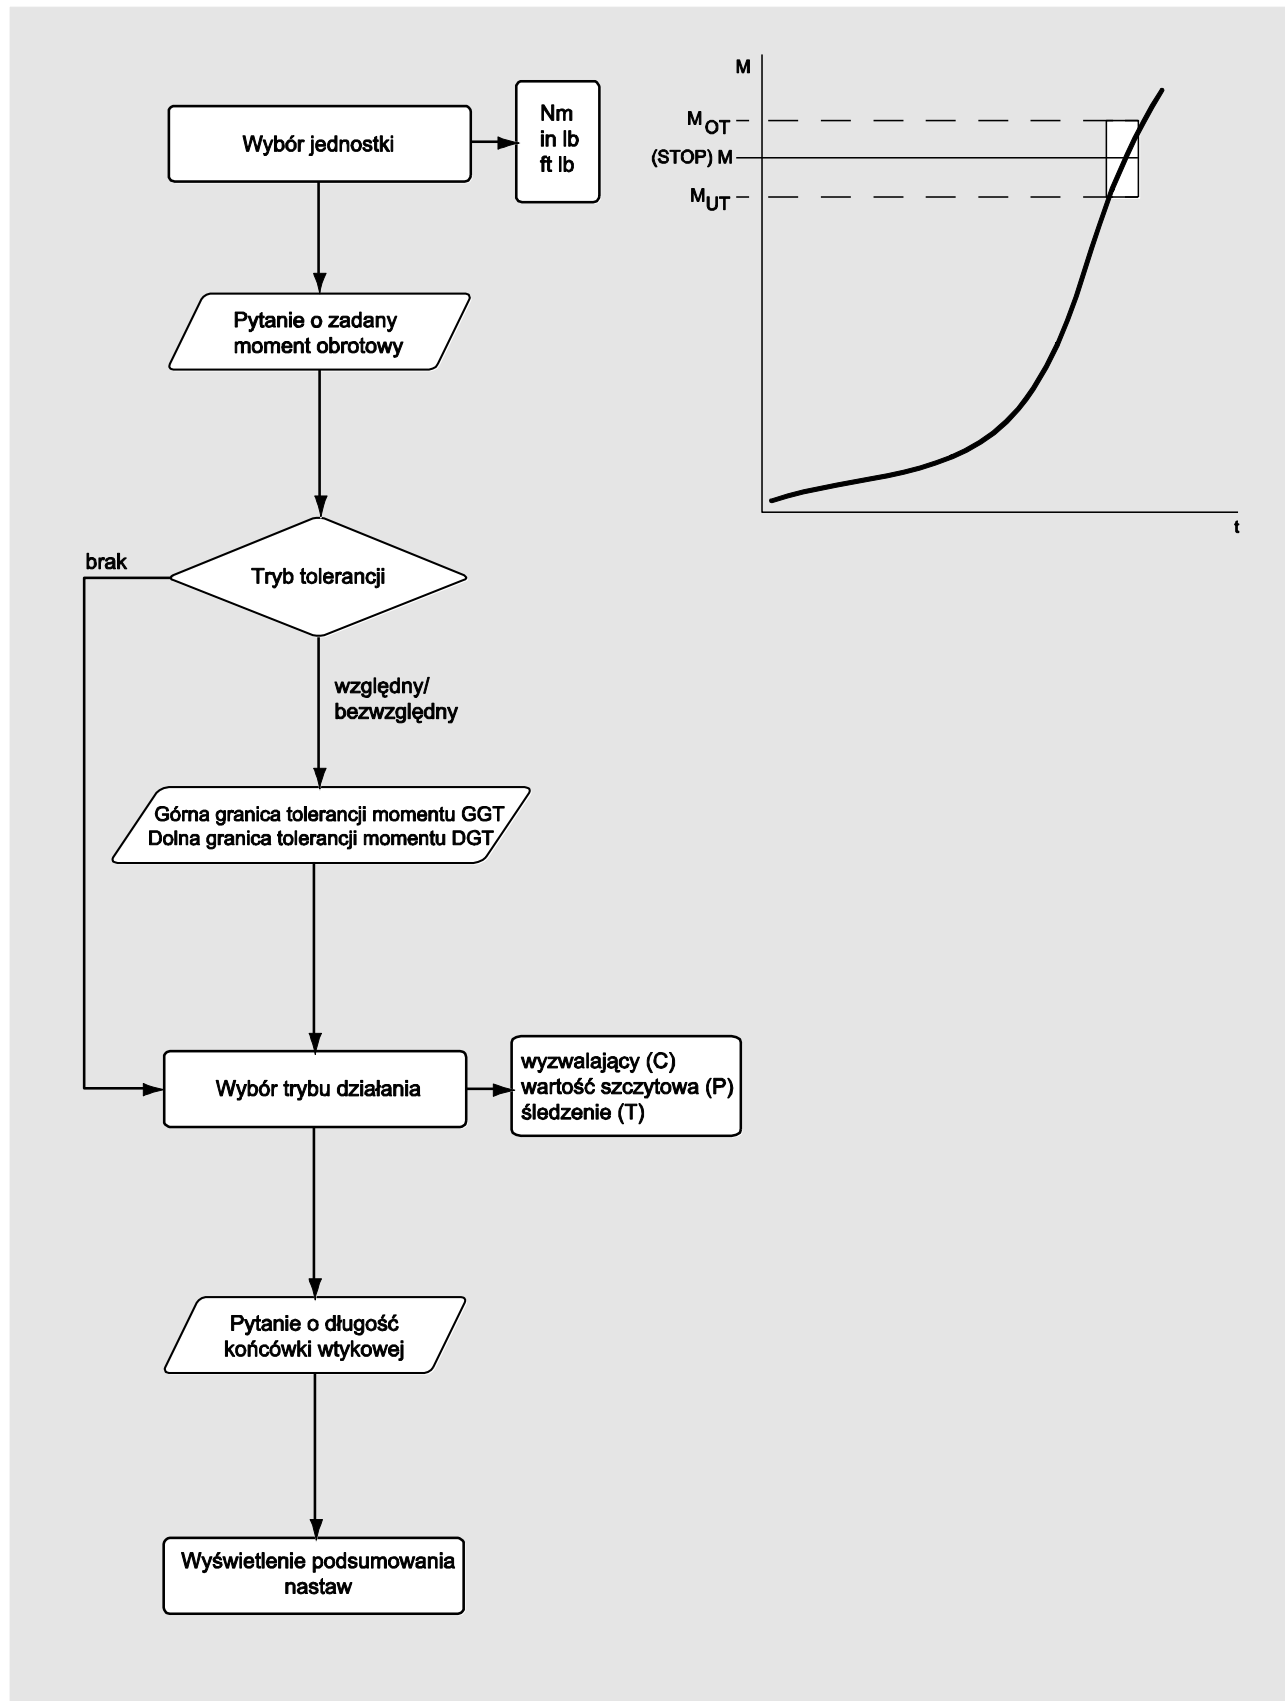 Wybór jednostki
Nm
in lb
ft lb
Pytanie o zadany
moment obrotowy
Tryb tolerancji
brak
względny/
bezwzględny
Górna granica tolerancji momentu GGT
Dolna granica tolerancji momentu DGT
Wybór trybu działania
wyzwalający (C)
wartość szczytowa (P)
śledzenie (T)
Pytanie o długość
końcówki wtykowej
Wyświetlenie podsumowania
nastaw
M
M OT
(STOP) M
M UT
t